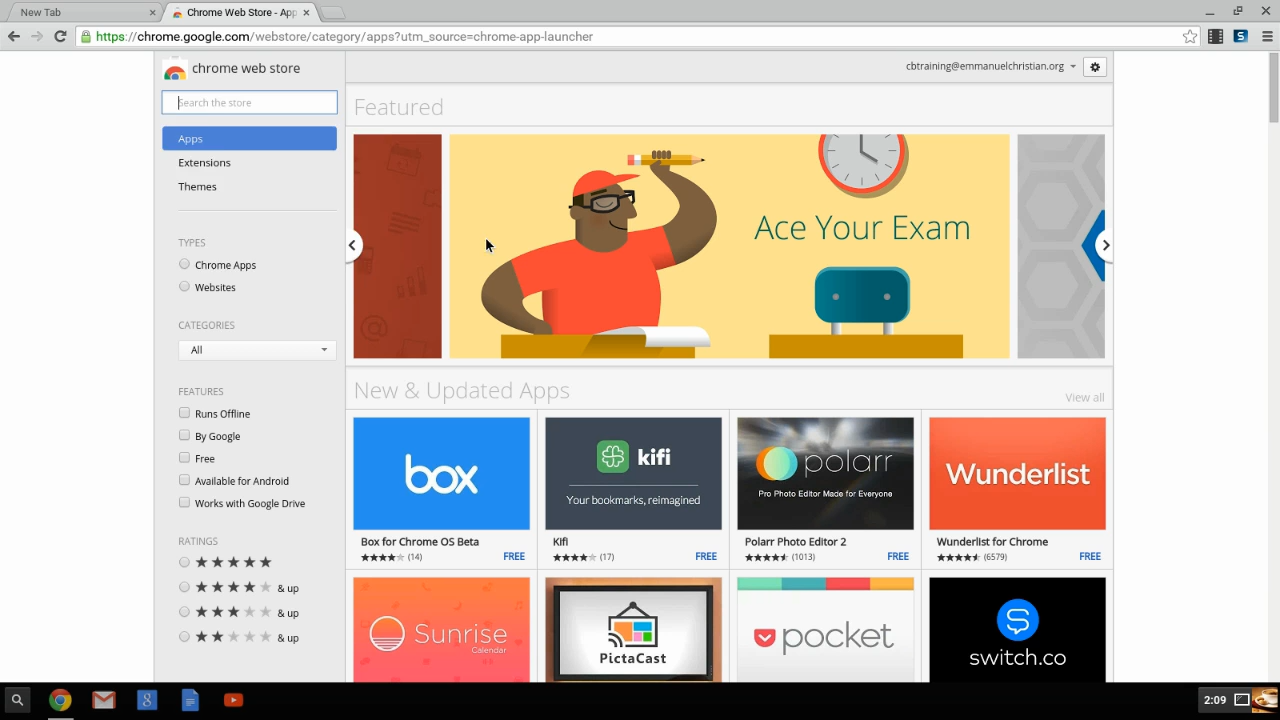 New Tab
Chrome Web Store - App
https://chrome.google.com/webstore/category/apps?utm_source=chrome-app-launcher
chrome web store
cbtraining@emmanuelchristian.org
Search the store
Apps
Extensions
Themes
TYPES
Chrome Apps
Websites
CATEGORIES
All
FEATURES
Runs Offline
By Google
Free
Available for Android
Works with Google Drive
RATINGS
& up
& up
& up
Featured
Ace Your Exam
New & Updated Apps
View all
box
Box for Chrome OS Beta
(14)
FREE
kifi
Your bookmarks, reimagined
Kifi
(17)
FREE
polarr
Pro Photo Editor Made for Everyone
Polarr Photo Editor 2
(1013)
FREE
Wunderlist
Wunderlist for Chrome
(6579)
FREE
Sunrise
Calendar
PictaCast
pocket
switch.co
2:09